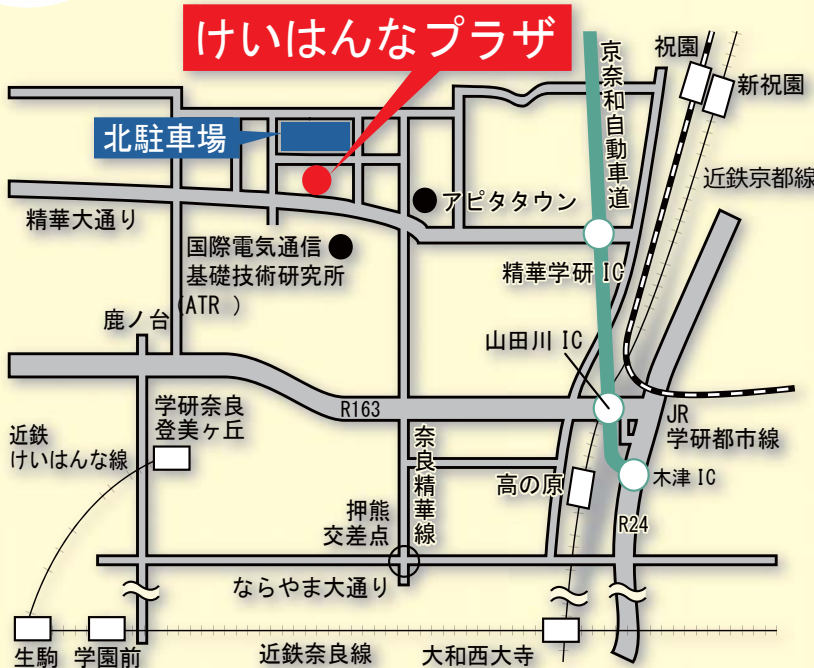 けいはんなプラザ
京奈和自動車道
祝園
新祝園
北駐車場
近鉄京都線
アピタタウン
精華大通り
国際電気通信
基礎技術研究所
(ATR )
精華学研 IC
鹿ノ台
山田川 IC
学研奈良
登美ヶ丘
R163
JR
学研都市線
近鉄
けいはんな線
奈良精華線
高の原
木津 IC
押熊
交差点
R24
ならやま大通り
生駒
学園前
近鉄奈良線
大和西大寺